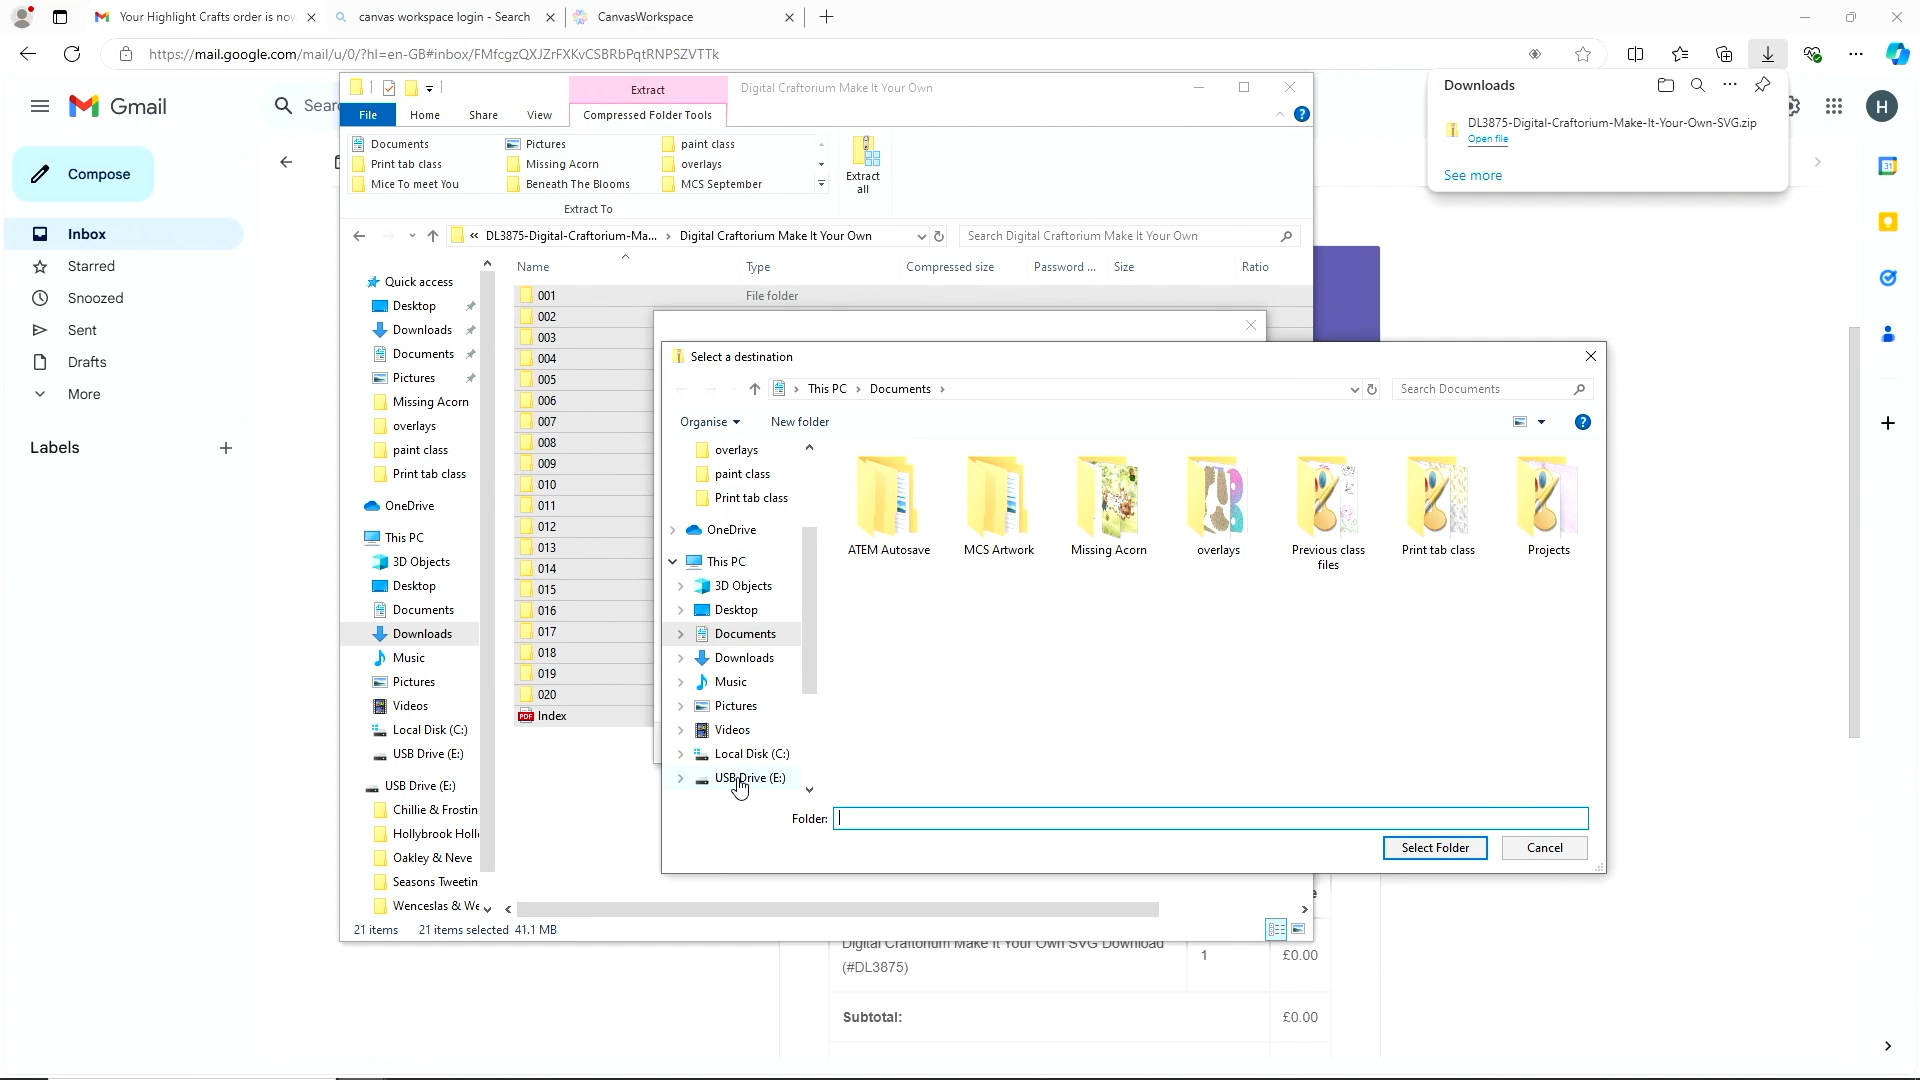 Your Highlight Crafts order is now
canvas workspace login - Search
CanvasWorkspace
https://mail.google.com/mail/u/0/?hl=en-GB#inbox/FMfcgzQXJZrFXKvCSBRbPqtRNPSZVTTk
Gmail
Compose
Inbox
Starred
Snoozed
Sent
Drafts
More
Labels
H
31
Downloads
DL3875-Digital-Craftorium-Make-It-Your-Own-SVG.zip
Open file
See more
Extract
Digital Craftorium Make It Your Own
File
Home
Share
View
Compressed Folder Tools
Documents
Pictures
paint class
Print tab class
Missing Acorn
overlays
Mice To meet You
Beneath The Blooms
MCS September
Extract all
Extract To
« DL3875-Digital-Craftorium-Ma... › Digital Craftorium Make It Your Own
Search Digital Craftorium Make It Your Own
Name
Type
Compressed size
Password ...
Size
Ratio
Quick access
Desktop
Downloads
Documents
Pictures
Missing Acorn
overlays
paint class
Print tab class
OneDrive
This PC
3D Objects
Desktop
Documents
Downloads
Music
Pictures
Videos
Local Disk (C:)
USB Drive (E:)
USB Drive (E:)
Chillie & Frostin
Hollybrook Holl
Oakley & Neve
Seasons Tweetin
Wenceslas & We
001
File folder
002
003
004
005
006
007
008
009
010
011
012
013
014
015
016
017
018
019
020
PDF Index
21 items
21 items selected 41.1 MB
Select a destination
This PC › Documents ›
Search Documents
Organise
New folder
overlays
paint class
Print tab class
OneDrive
This PC
3D Objects
Desktop
Documents
Downloads
Music
Pictures
Videos
Local Disk (C:)
USB Drive (E:)
ATEM Autosave
MCS Artwork
Missing Acorn
overlays
Previous class files
Print tab class
Projects
Folder:
Select Folder
Cancel
Digital Craftorium Make It Your Own SVG Download
(#DL3875)
1
£0.00
Subtotal:
£0.00